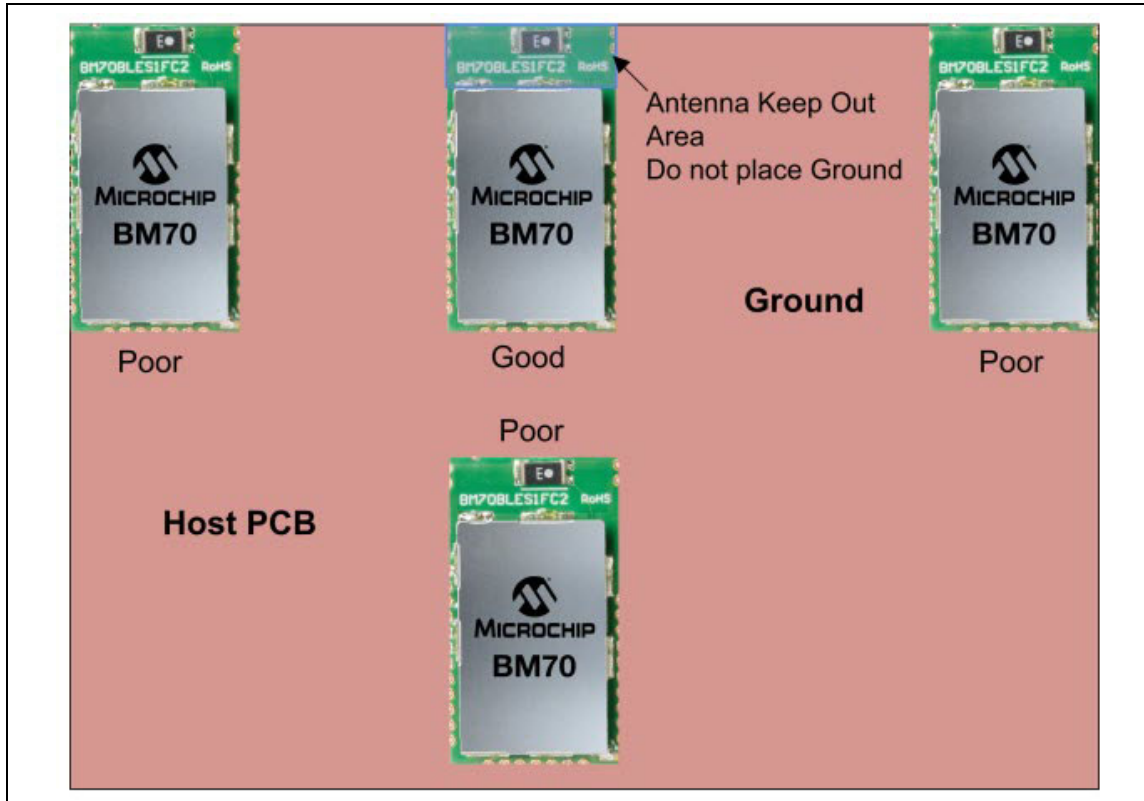 E
BM70BLES1FC2 RoHS
MICROCHIP
BM70
Poor
E
BM70BLES1FC2 RoHS
MICROCHIP
BM70
Good
Antenna Keep Out
Area
Do not place Ground
Ground
E
BM70BLES1FC2 RoHS
MICROCHIP
BM70
Poor
Host PCB
Poor
E
BM70BLES1FC2 RoHS
MICROCHIP
BM70